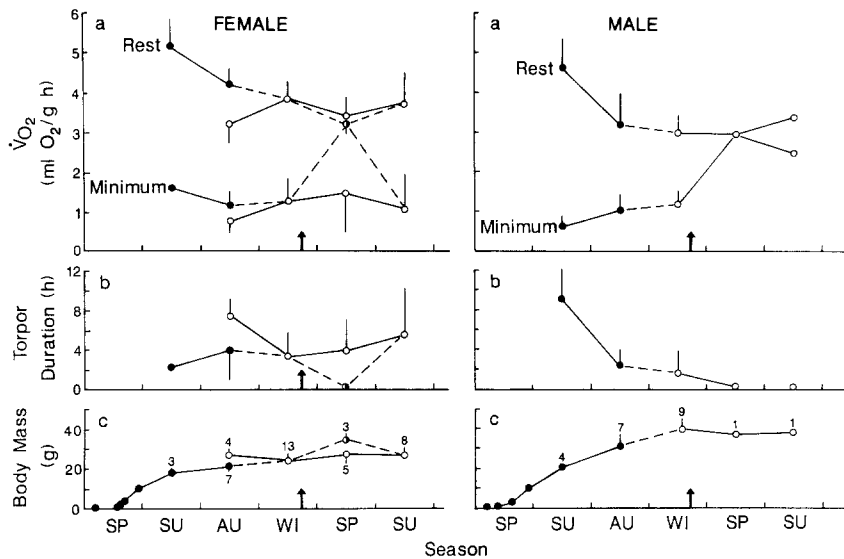 a FEMALE
a MALE
6
5
4
3
2
1
0
V̇O2
(ml O2/g h)
Rest
Minimum
Rest
Minimum
b
b
12
8
4
0
Torpor
Duration (h)
c
c
40
20
0
Body Mass
(g)
3 4 7 13 3 5 8
4 7 9 1 1
SP SU AU WI SP SU
SP SU AU WI SP SU
Season